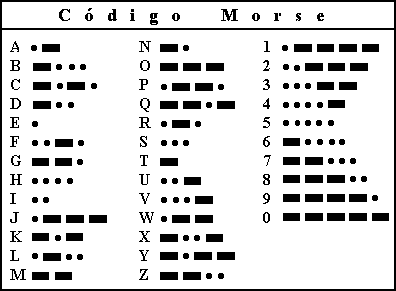 Código Morse
A •– N –• 1 •––––
B –••• O ––– 2 ••–––
C –•–• P •––• 3 •••––
D –•• Q ––•– 4 ••••–
E • R •–• 5 •••••
F ••–• S ••• 6 –••••
G ––• T – 7 ––•••
H •••• U ••– 8 –––••
I •• V •••– 9 ––––•
J •––– W •–– 0 –––––
K –•– X –••–
L •–•• Y –•––
M –– Z ––••